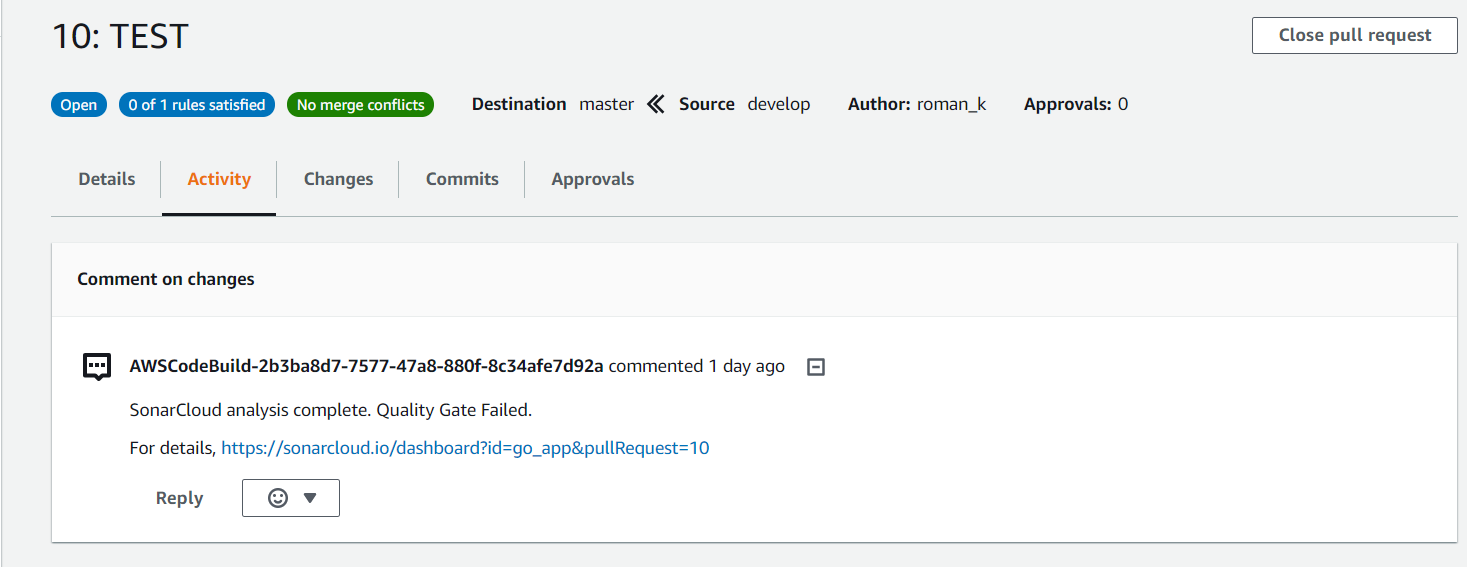 10: TEST
Close pull request
Open 0 of 1 rules satisfied No merge conflicts Destination master Source develop Author: roman_k Approvals: 0
Details Activity Changes Commits Approvals
Comment on changes
AWSCodeBuild-2b3ba8d7-7577-47a8-880f-8c34afe7d92a commented 1 day ago
SonarCloud analysis complete. Quality Gate Failed.
For details, https://sonarcloud.io/dashboard?id=go_app&pullRequest=10
Reply